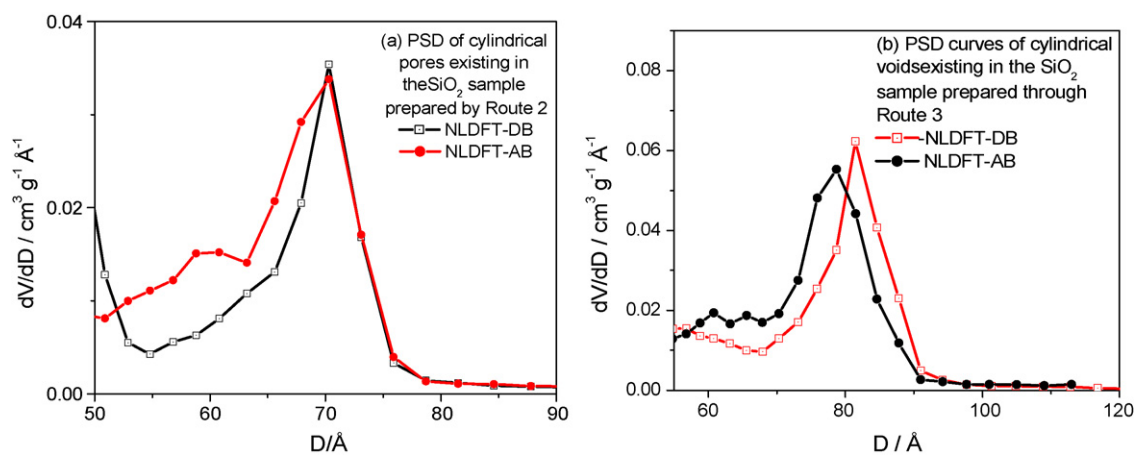 0.04
0.02
0.00
dV/dD / cm³ g⁻¹ Å⁻¹
(a) PSD of cylindrical
pores existing in
theSiO₂ sample
prepared by Route 2
NLDFT-DB
NLDFT-AB
50 60 70 80 90
D/Å
0.08
0.06
0.04
0.02
0.00
dV/dD / cm³ g⁻¹ Å⁻¹
(b) PSD curves of cylindrical
voidsexisting in the SiO₂
sample prepared through
Route 3
-NLDFT-DB
NLDFT-AB
60 80 100 120
D / Å